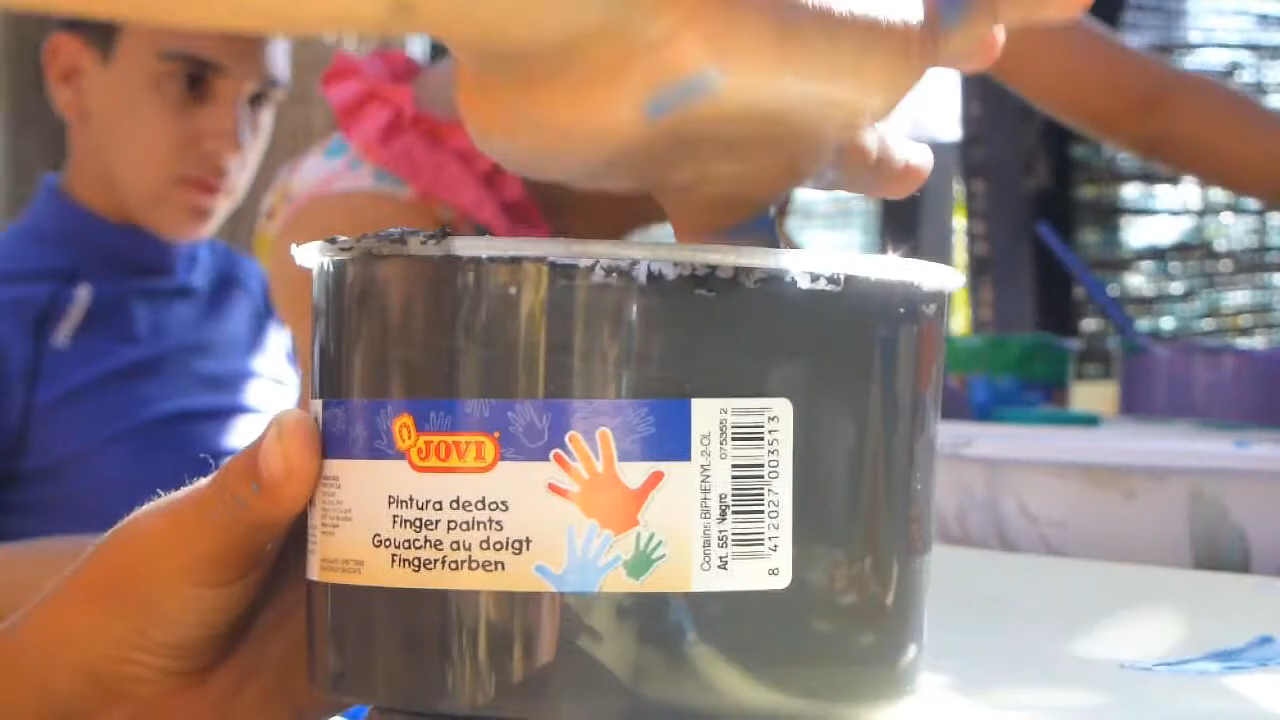 JOVI
Pintura dedos
Finger paints
Gouache au doigt
Fingerfarben
Contains BIPHENYL-2-OL
Art. 551 Negro 075355 2
8 412027 003513